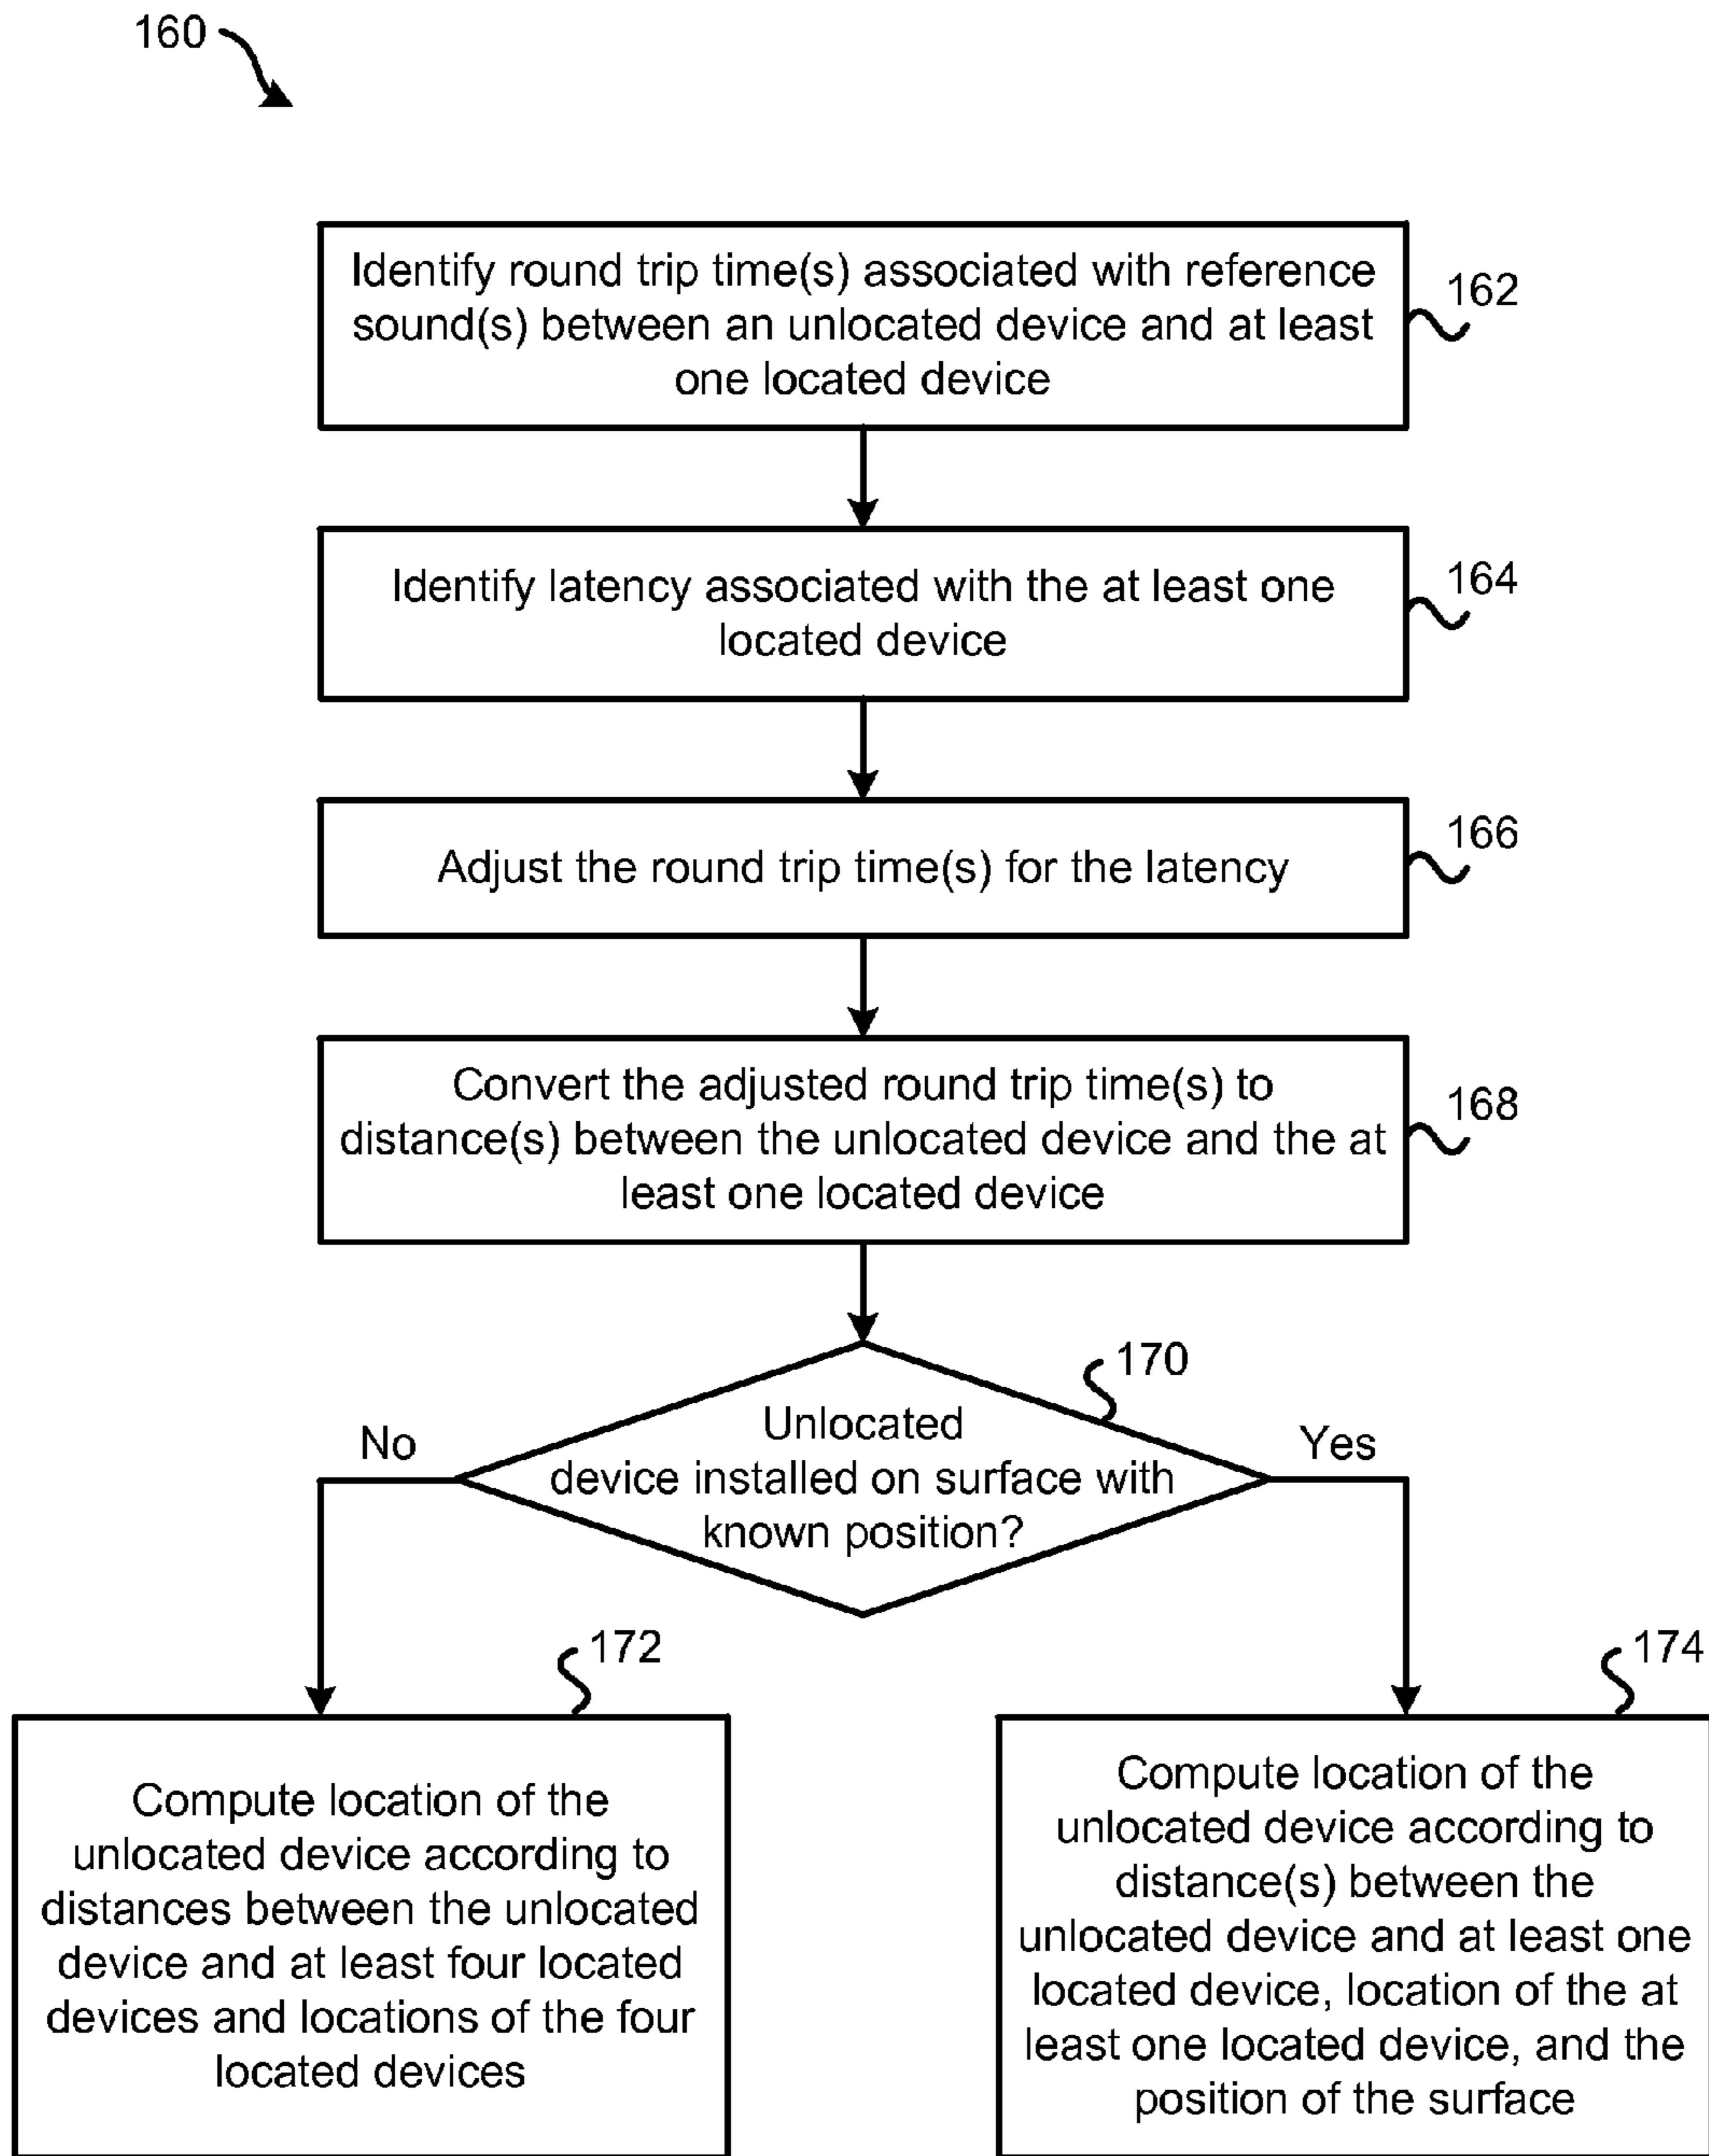 160
Identify round trip time(s) associated with reference
sound(s) between an unlocated device and at least
one located device
162
Identify latency associated with the at least one
located device
164
Adjust the round trip time(s) for the latency
166
Convert the adjusted round trip time(s) to
distance(s) between the unlocated device and the at
least one located device
168
170
Unlocated
device installed on surface with
known position?
No
Yes
172
Compute location of the
unlocated device according to
distances between the unlocated
device and at least four located
devices and locations of the four
located devices
174
Compute location of the
unlocated device according to
distance(s) between the
unlocated device and at least one
located device, location of the at
least one located device, and the
position of the surface